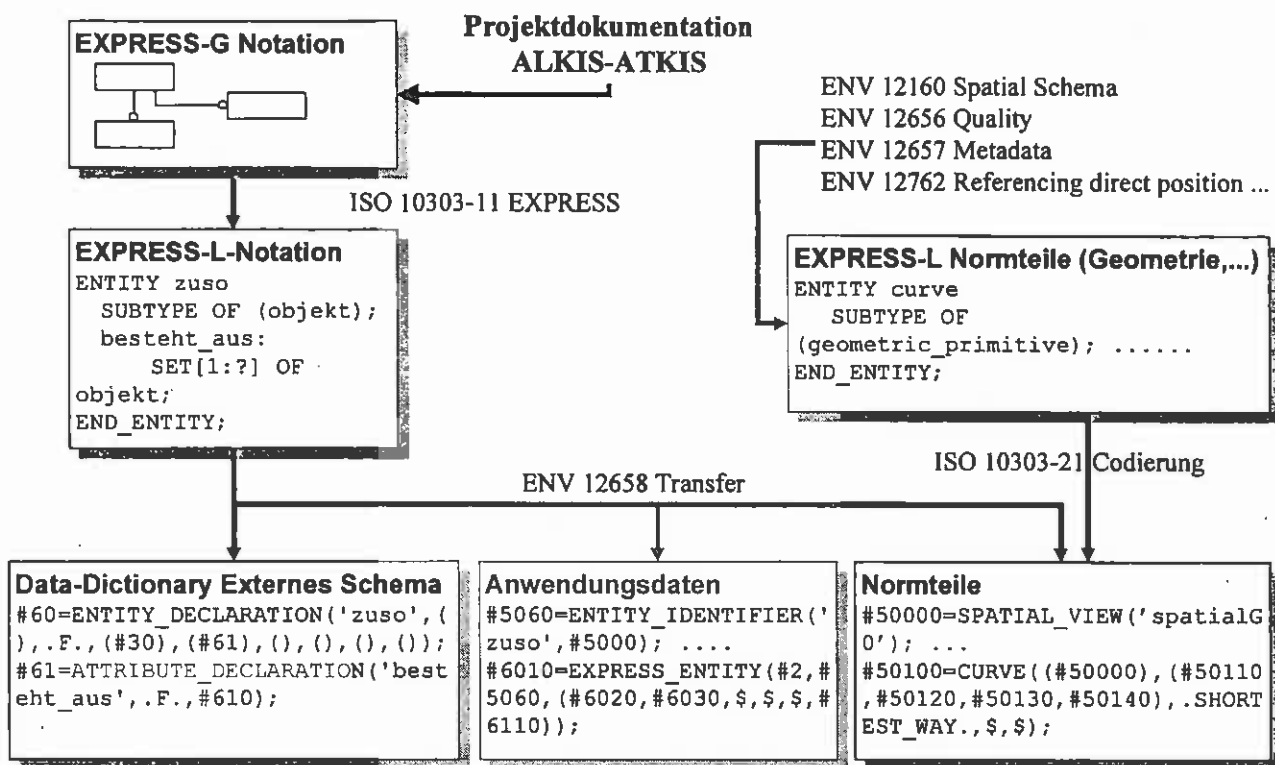 EXPRESS-G Notation
Projektdokumentation
ALKIS-ATKIS
ENV 12160 Spatial Schema
ENV 12656 Quality
ENV 12657 Metadata
ENV 12762 Referencing direct position ...
ISO 10303-11 EXPRESS
EXPRESS-L-Notation
ENTITY zuso
SUBTYPE OF (objekt);
besteht_aus:
SET[1:?] OF
objekt;
END_ENTITY;
EXPRESS-L Normteile (Geometrie,...)
ENTITY curve
SUBTYPE OF
(geometric_primitive); ......
END_ENTITY;
ISO 10303-21 Codierung
ENV 12658 Transfer
Data-Dictionary Externes Schema
#60=ENTITY_DECLARATION('zuso',(
),.F.,(#30),(#61),(),(),(),());
#61=ATTRIBUTE_DECLARATION('best
eht_aus',.F.,#610);
Anwendungsdaten
#5060=ENTITY_IDENTIFIER('
zuso',#5000); ....
#6010=EXPRESS_ENTITY(#2,#
5060,(#6020,#6030,$,$,$,#
6110));
Normteile
#50000=SPATIAL_VIEW('spatialG
0'); ...
#50100=CURVE((#50000),(#50110
,#50120,#50130,#50140),.SHORT
EST_WAY.,$,$);